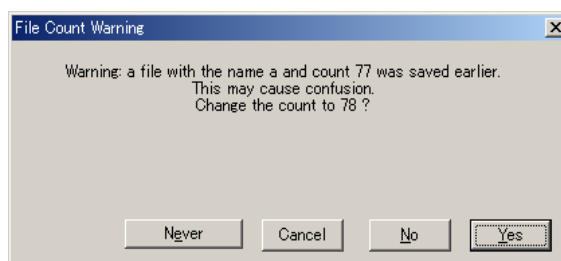 File Count Warning
Warning: a file with the name a and count 77 was saved earlier.
This may cause confusion.
Change the count to 78 ?
Never Cancel No Yes